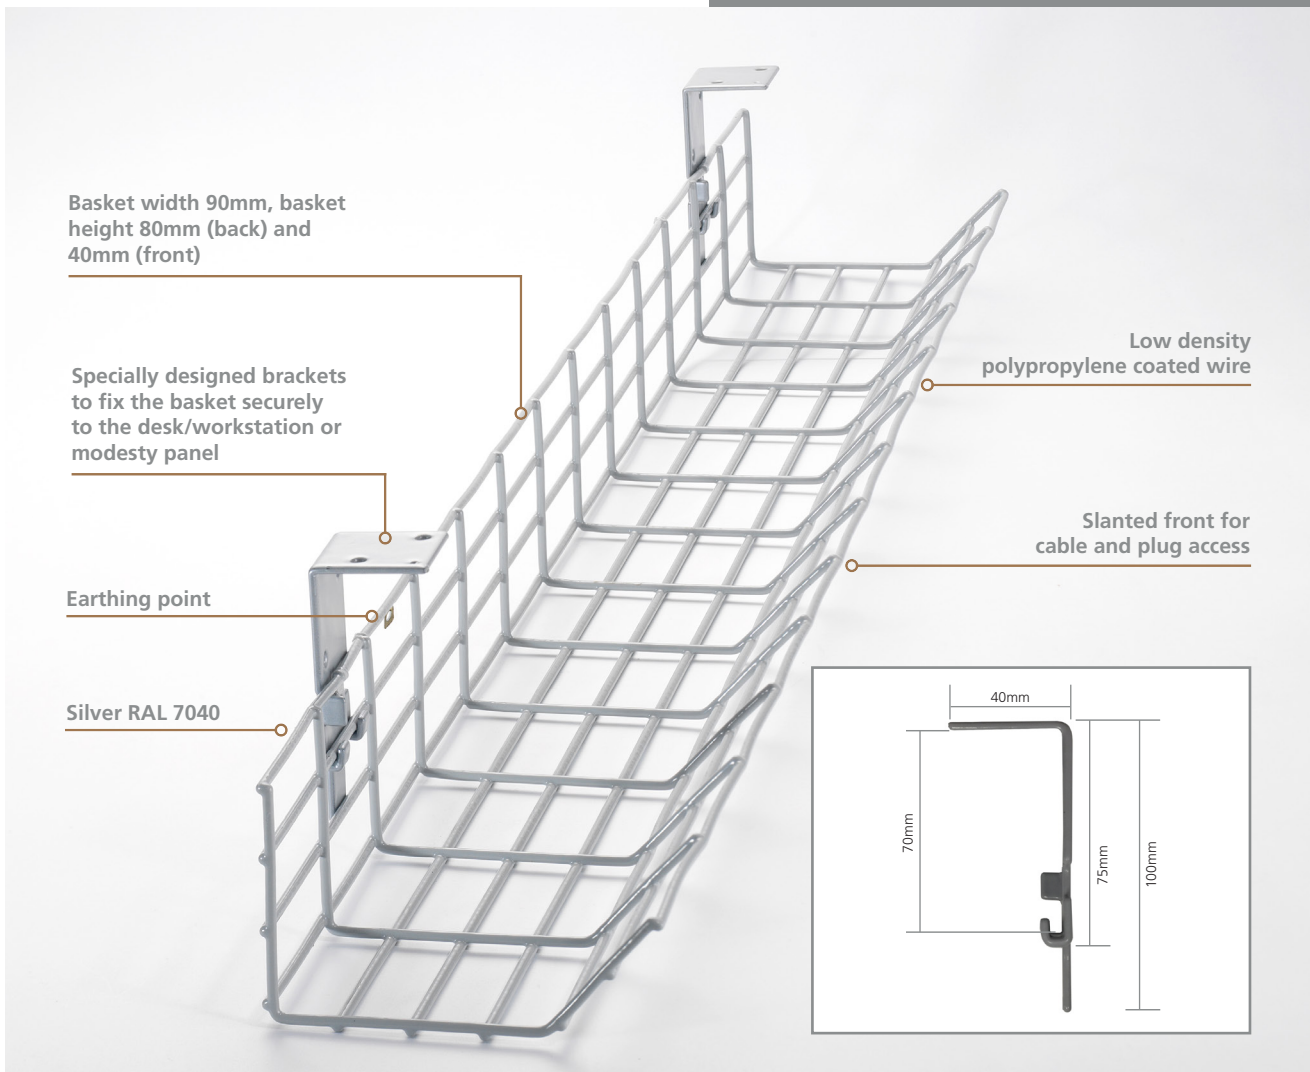 Basket width 90mm, basket
height 80mm (back) and
40mm (front)
Specially designed brackets
to fix the basket securely
to the desk/workstation or
modesty panel
Earthing point
Silver RAL 7040
Low density
polypropylene coated wire
Slanted front for
cable and plug access
40mm
70mm
75mm
100mm